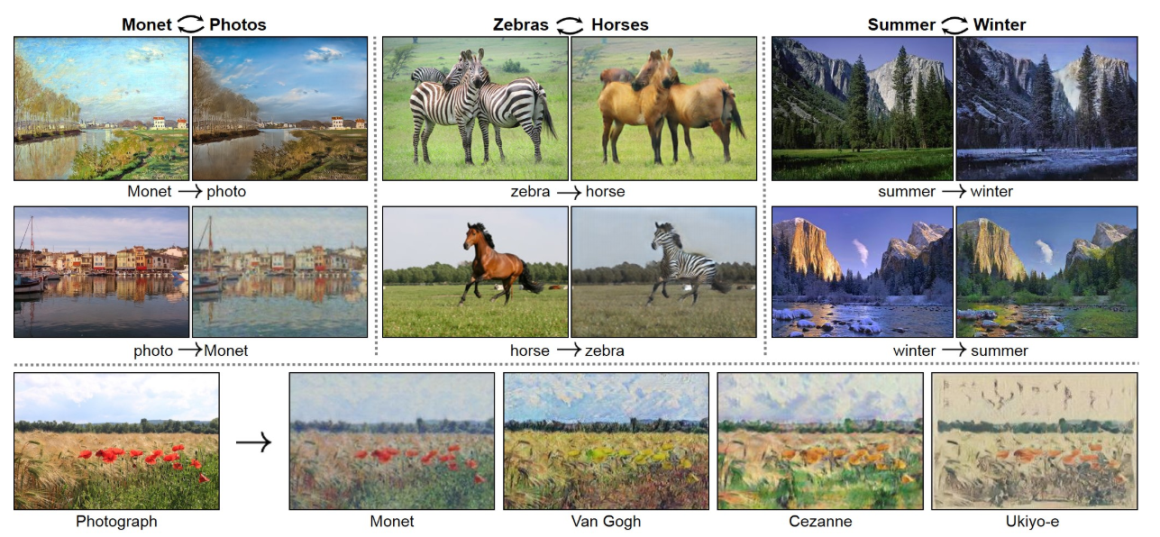 Monet ⇄ Photos
Zebras ⇄ Horses
Summer ⇄ Winter
Monet → photo
zebra → horse
summer → winter
photo → Monet
horse → zebra
winter → summer
Photograph
Monet
Van Gogh
Cezanne
Ukiyo-e